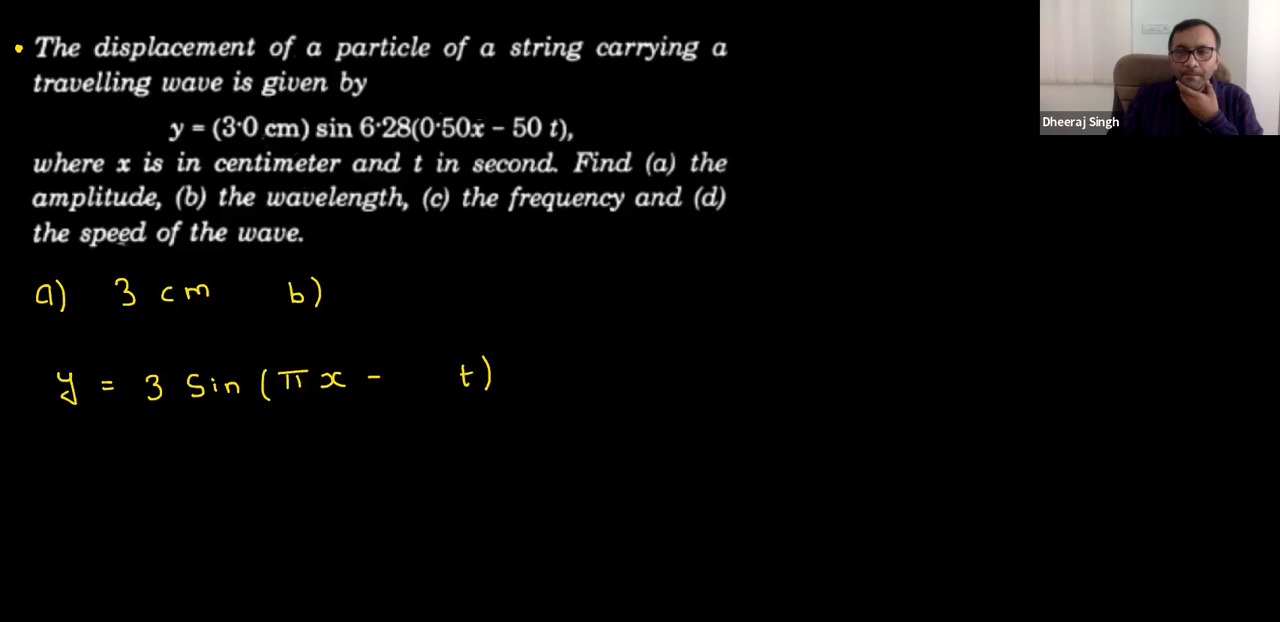 • The displacement of a particle of a string carrying a
travelling wave is given by
y = (3·0 cm) sin 6·28(0·50x − 50 t),
where x is in centimeter and t in second. Find (a) the
amplitude, (b) the wavelength, (c) the frequency and (d)
the speed of the wave.
a) 3 cm b)
y = 3 Sin (πx - t)
Dheeraj Singh